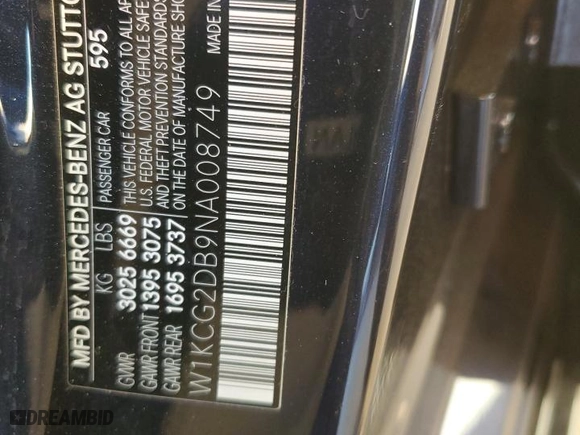 MFD BY MERCEDES-BENZ AG STUTTG
KG LBS PASSENGER CAR 595
GVWR 3025 6669 THIS VEHICLE CONFORMS TO ALL AP
GAWR FRONT 1395 3075 U.S. FEDERAL MOTOR VEHICLE SAFE
GAWR-REAR 1695 3737 AND THEFT PREVENTION STANDARDS
ON THE DATE OF MANUFACTURE
W1KCG2DB9NA008749 MADE IN
DREAMBID